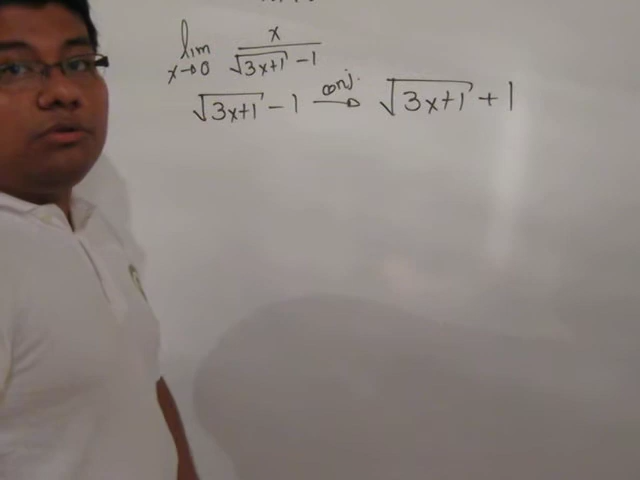 lim x→0 x/(√(3x+1) - 1)
√(3x+1) - 1 conj. → √(3x+1) + 1